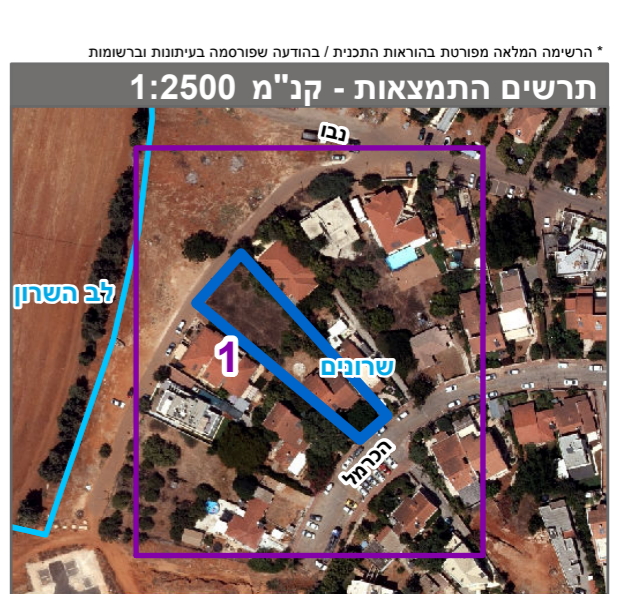 * הרשימה המלאה מפורטת בהוראות התכנית / בהודעה שפורסמה בעיתונות וברשומות
תרשים התמצאות - קנ"מ 1:2500
נבו
לב השרון
1
שרונים
הכרמל